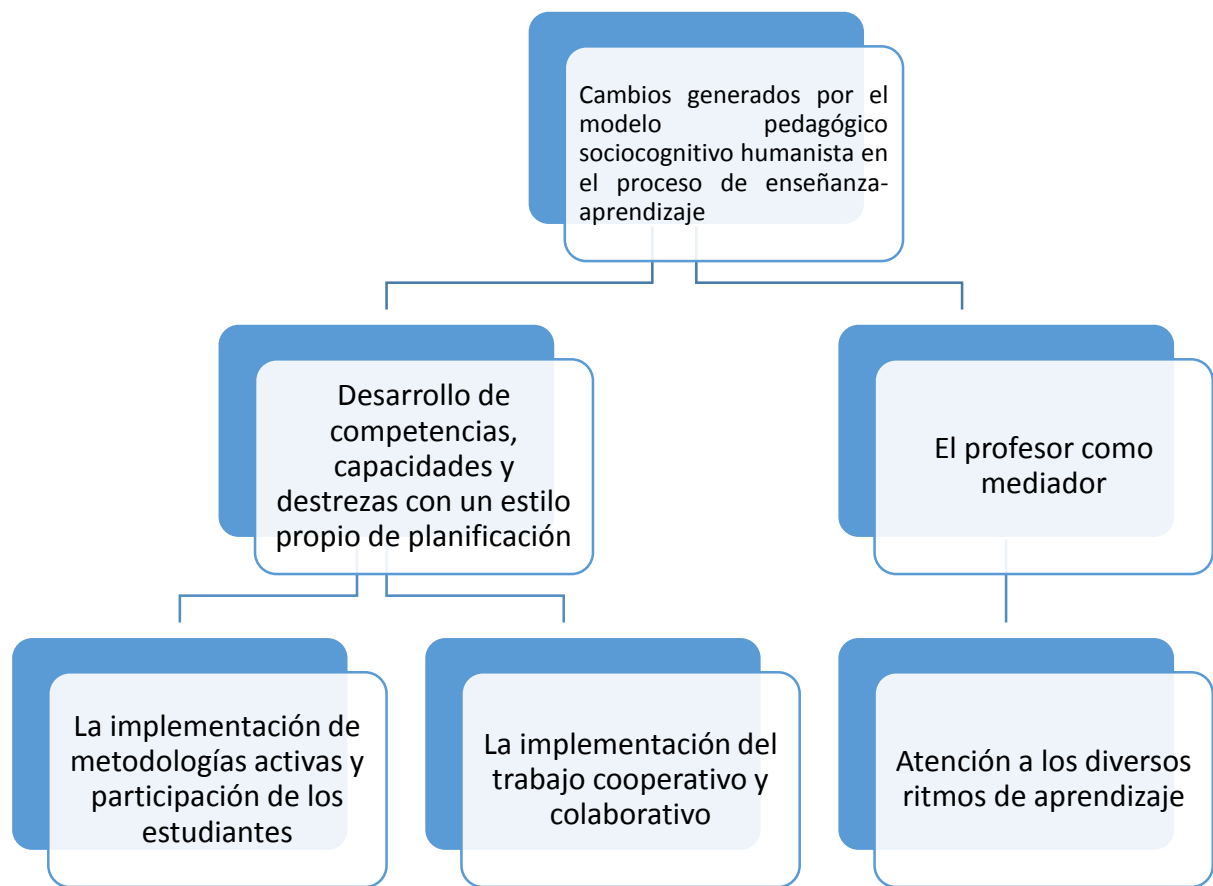 Cambios generados por el
modelo pedagógico
sociocognitivo humanista en
el proceso de enseñanza-
aprendizaje
Desarrollo de
competencias,
capacidades y
destrezas con un estilo
propio de planificación
El profesor como
mediador
La implementación de
metodologías activas y
participación de los
estudiantes
La implementación del
trabajo cooperativo y
colaborativo
Atención a los diversos
ritmos de aprendizaje